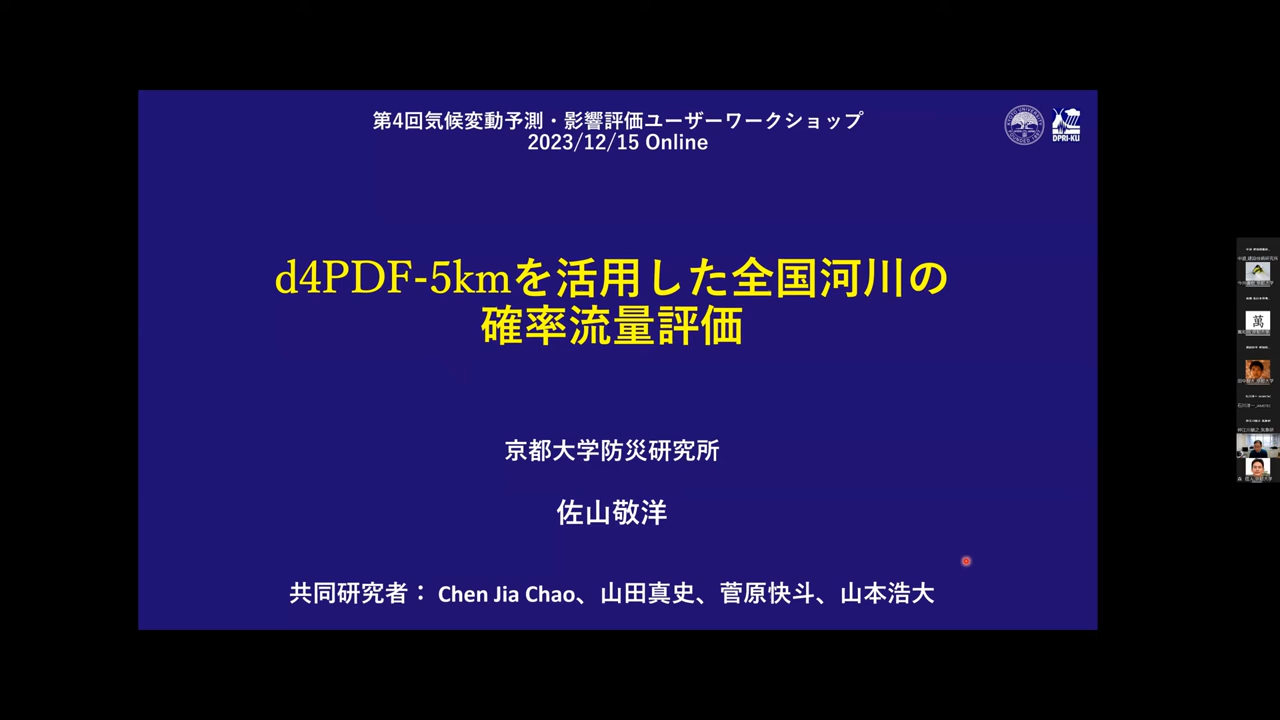 第4回気候変動予測・影響評価ユーザーワークショップ
2023/12/15 Online
DPRI-KU
d4PDF-5kmを活用した全国河川の
確率流量評価
京都大学防災研究所
佐山敬洋
共同研究者： Chen Jia Chao、山田真史、菅原快斗、山本浩大
萬